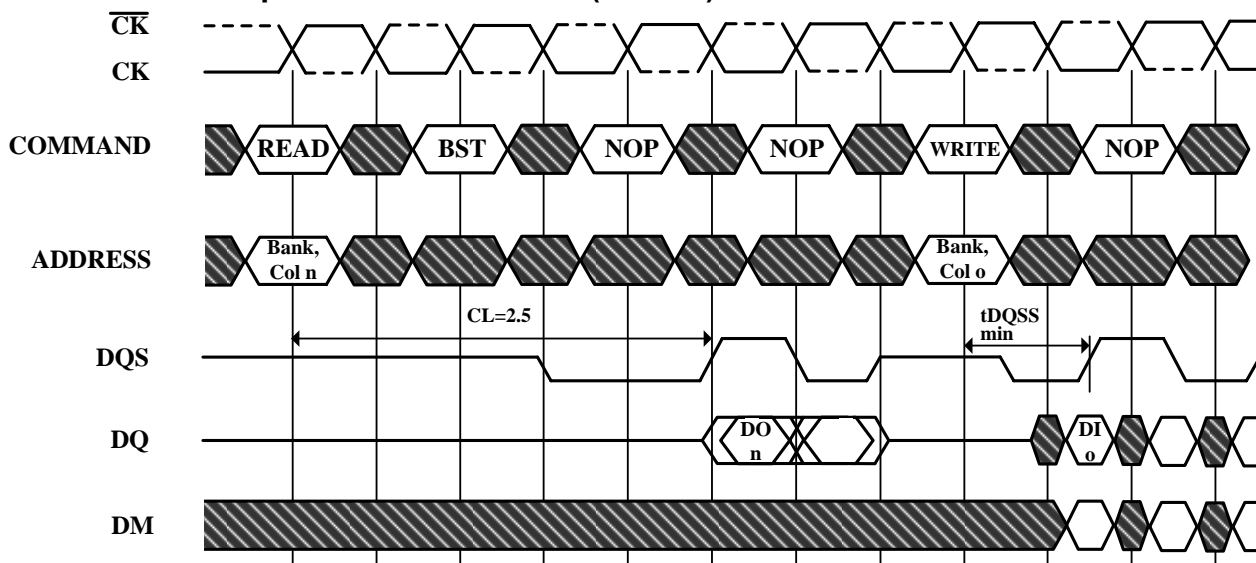 CK
CK
COMMAND
READ
BST
NOP
NOP
WRITE
NOP
ADDRESS
Bank,
Col n
Bank,
Col o
CL=2.5
tDQSS
min
DQS
DQ
DO
n
DI
o
DM